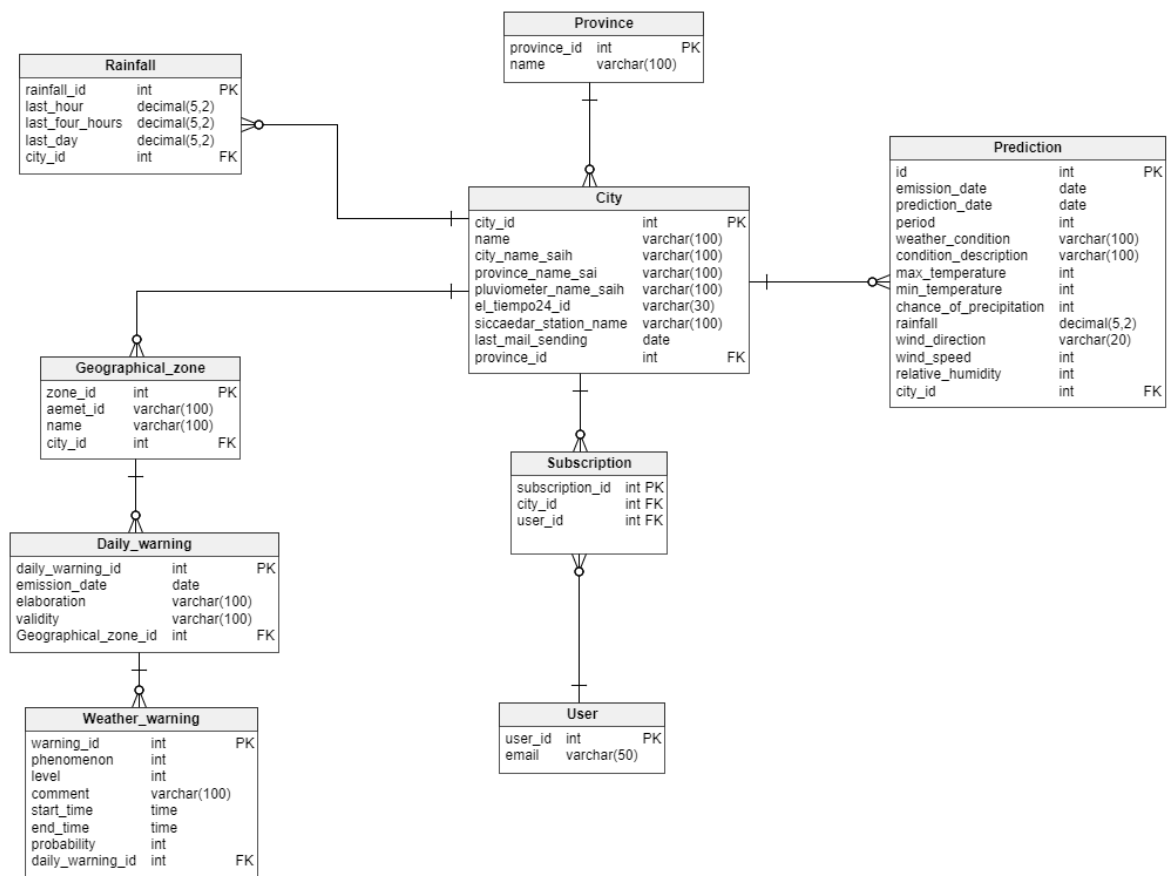 Province
province_id int PK
name varchar(100)
Rainfall
rainfall_id int PK
last_hour decimal(5,2)
last_four_hours decimal(5,2)
last_day decimal(5,2)
city_id int FK
Prediction
id int PK
emission_date date
prediction_date date
period int
weather_condition varchar(100)
condition_description varchar(100)
max_temperature int
min_temperature int
chance_of_precipitation int
rainfall decimal(5,2)
wind_direction varchar(20)
wind_speed int
relative_humidity int
city_id int FK
City
city_id int PK
name varchar(100)
city_name_saih varchar(100)
province_name_sai varchar(100)
pluviometer_name_saih varchar(100)
el_tiempo24_id varchar(30)
siccaedar_station_name varchar(100)
last_mail_sending date
province_id int FK
Geographical_zone
zone_id int PK
aemet_id varchar(100)
name varchar(100)
city_id int FK
Subscription
subscription_id int PK
city_id int FK
user_id int FK
Daily_warning
daily_warning_id int PK
emission_date date
elaboration varchar(100)
validity varchar(100)
Geographical_zone_id int FK
User
user_id int PK
email varchar(50)
Weather_warning
warning_id int PK
phenomenon int
level int
comment varchar(100)
start_time time
end_time time
probability int
daily_warning_id int FK